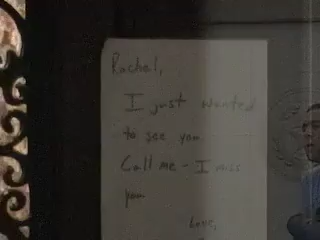 Rachel,
I just wanted
to see you.
Call me - I miss
you.
Love,